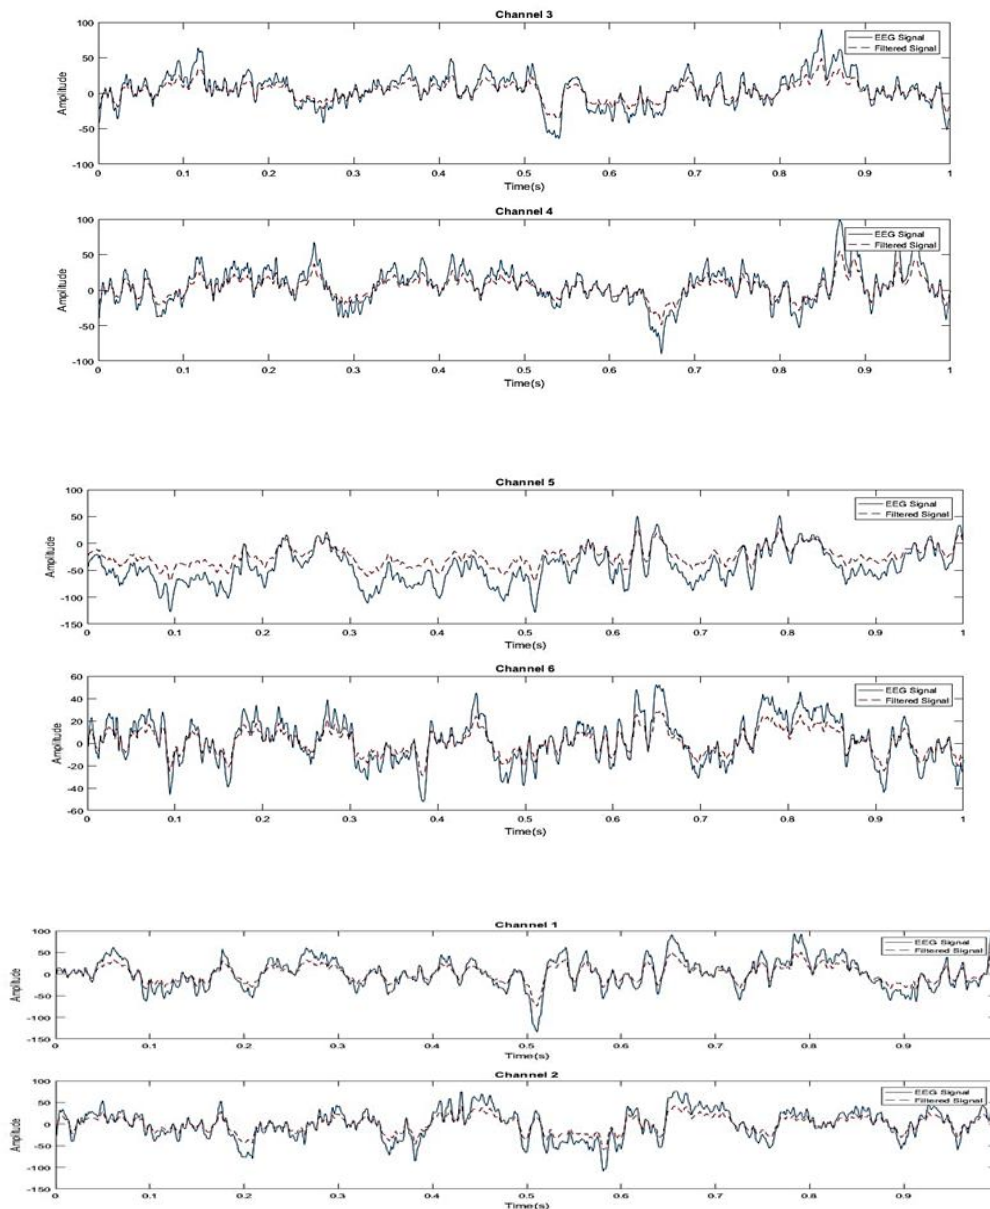 Channel 3
EEG Signal
Filtered Signal
Amplitude
100
50
0
-50
-100
0 0.1 0.2 0.3 0.4 0.5 0.6 0.7 0.8 0.9 1
Time(s)
Channel 4
EEG Signal
Filtered Signal
Amplitude
100
50
0
-50
-100
0 0.1 0.2 0.3 0.4 0.5 0.6 0.7 0.8 0.9 1
Time(s)
Channel 5
EEG Signal
Filtered Signal
Amplitude
100
50
0
-50
-100
-150
0 0.1 0.2 0.3 0.4 0.5 0.6 0.7 0.8 0.9 1
Time(s)
Channel 6
EEG Signal
Filtered Signal
Amplitude
60
40
20
0
-20
-40
-60
0 0.1 0.2 0.3 0.4 0.5 0.6 0.7 0.8 0.9 1
Time(s)
Channel 1
EEG Signal
Filtered Signal
Amplitude
100
50
0
-50
-100
-150
0 0.1 0.2 0.3 0.4 0.5 0.6 0.7 0.8 0.9
Time(s)
Channel 2
EEG Signal
Filtered Signal
Amplitude
100
50
0
-50
-100
-150
0 0.1 0.2 0.3 0.4 0.5 0.6 0.7 0.8 0.9
Time(s)